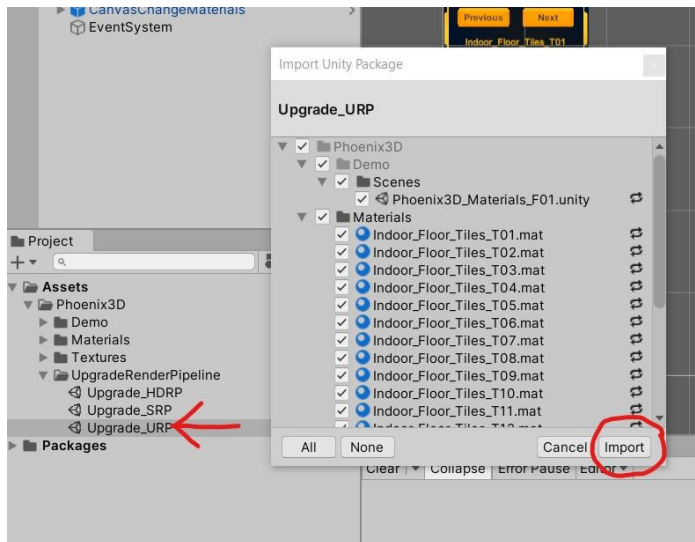 CanvasChangeMaterials
EventSystem
Previous
Next
Indoor_Floor_Tiles_T01
Import Unity Package
Upgrade_URP
Phoenix3D
Demo
Scenes
Phoenix3D_Materials_F01.unity
Materials
Indoor_Floor_Tiles_T01.mat
Indoor_Floor_Tiles_T02.mat
Indoor_Floor_Tiles_T03.mat
Indoor_Floor_Tiles_T04.mat
Indoor_Floor_Tiles_T05.mat
Indoor_Floor_Tiles_T06.mat
Indoor_Floor_Tiles_T07.mat
Indoor_Floor_Tiles_T08.mat
Indoor_Floor_Tiles_T09.mat
Indoor_Floor_Tiles_T10.mat
Indoor_Floor_Tiles_T11.mat
Indoor_Floor_Tiles_T12.mat
All
None
Cancel
Import
Project
Assets
Phoenix3D
Demo
Materials
Textures
UpgradeRenderPipeline
Upgrade_HDRP
Upgrade_SRP
Upgrade_URP
Packages
Clear
Collapse
Error Pause
Editor